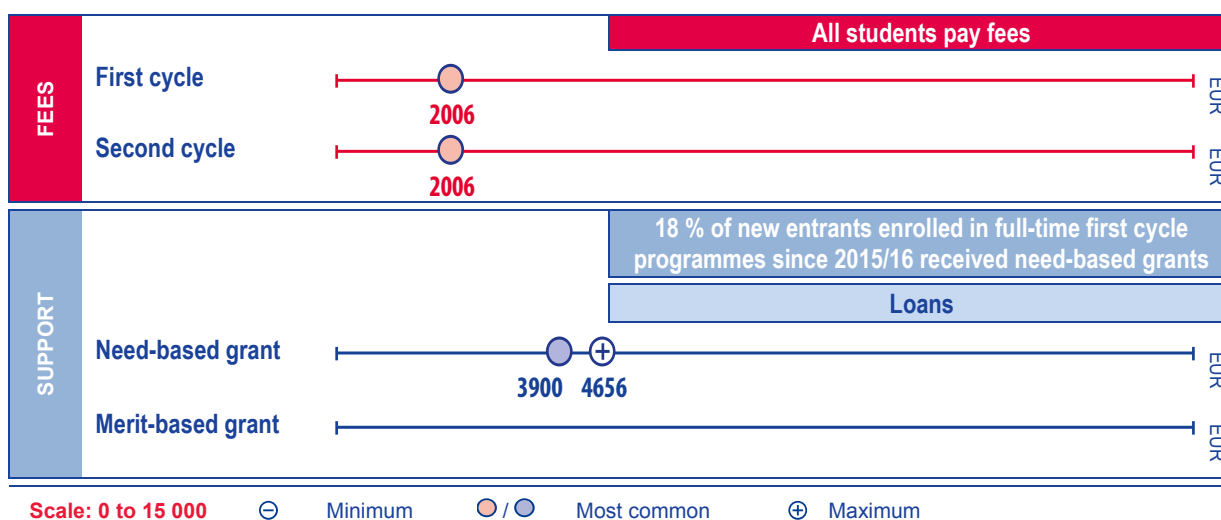 All students pay fees
FEES
First cycle
2006
EUR
Second cycle
2006
EUR
18 % of new entrants enrolled in full-time first cycle
programmes since 2015/16 received need-based grants
Loans
SUPPORT
Need-based grant
3900 4656
EUR
Merit-based grant
EUR
Scale: 0 to 15 000 Minimum / Most common Maximum